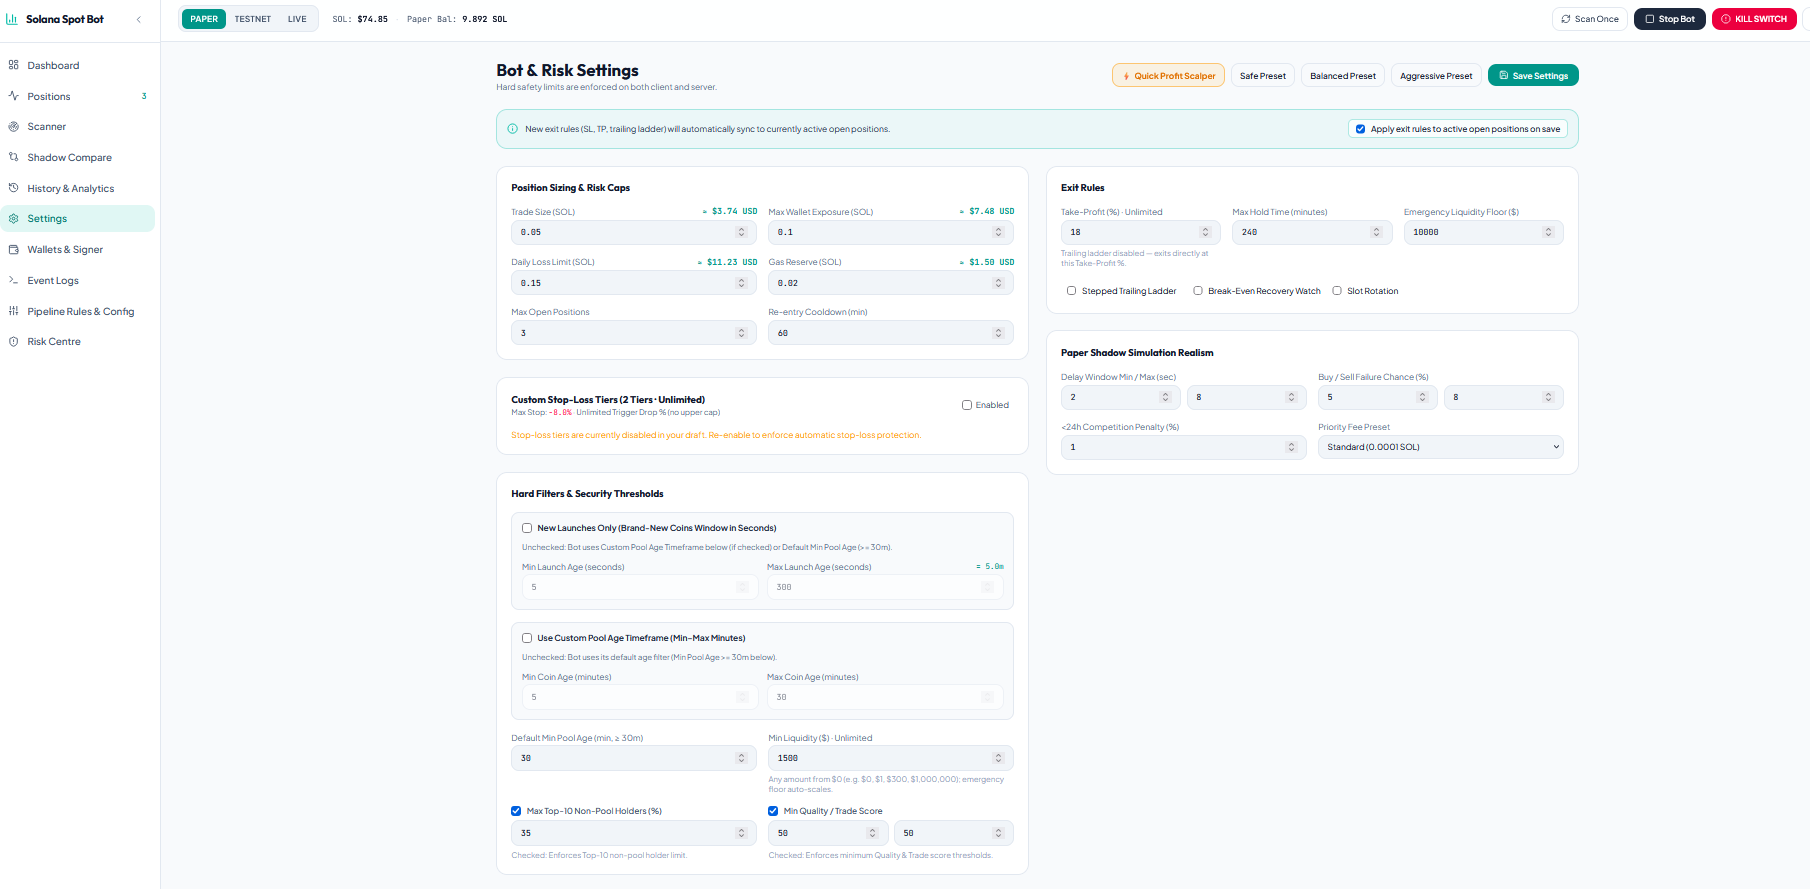 Solana Spot Bot
PAPER TESTNET LIVE SOL: $74.85 · Paper Bal: 9.892 SOL
Scan Once Stop Bot KILL SWITCH
Dashboard
Positions 3
Scanner
Shadow Compare
History & Analytics
Settings
Wallets & Signer
Event Logs
Pipeline Rules & Config
Risk Centre
Bot & Risk Settings
Hard safety limits are enforced on both client and server.
Quick Profit Scalper Safe Preset Balanced Preset Aggressive Preset Save Settings
New exit rules (SL, TP, trailing ladder) will automatically sync to currently active open positions.
Apply exit rules to active open positions on save
Position Sizing & Risk Caps
Trade Size (SOL) ≈ $3.74 USD Max Wallet Exposure (SOL) ≈ $7.48 USD
0.05 0.1
Daily Loss Limit (SOL) ≈ $11.23 USD Gas Reserve (SOL) ≈ $1.50 USD
0.15 0.02
Max Open Positions Re-entry Cooldown (min)
3 60
Custom Stop-Loss Tiers (2 Tiers · Unlimited)
Max Stop: -8.0% · Unlimited Trigger Drop % (no upper cap)
Enabled
Stop-loss tiers are currently disabled in your draft. Re-enable to enforce automatic stop-loss protection.
Hard Filters & Security Thresholds
New Launches Only (Brand-New Coins Window in Seconds)
Unchecked: Bot uses Custom Pool Age Timeframe below (if checked) or Default Min Pool Age (>= 30m).
Min Launch Age (seconds) Max Launch Age (seconds) = 5.0m
5 300
Use Custom Pool Age Timeframe (Min-Max Minutes)
Unchecked: Bot uses its default age filter (Min Pool Age >= 30m below).
Min Coin Age (minutes) Max Coin Age (minutes)
5 30
Default Min Pool Age (min, ≥ 30m) Min Liquidity ($) · Unlimited
30 1500
Any amount from $0 (e.g. $0, $1, $300, $1,000,000); emergency
floor auto-scales.
Max Top-10 Non-Pool Holders (%) Min Quality / Trade Score
35 50 50
Checked: Enforces Top-10 non-pool holder limit. Checked: Enforces minimum Quality & Trade score thresholds.
Exit Rules
Take-Profit (%) · Unlimited Max Hold Time (minutes) Emergency Liquidity Floor ($)
18 240 10000
Trailing ladder disabled — exits directly at
this Take-Profit %.
Stepped Trailing Ladder Break-Even Recovery Watch Slot Rotation
Paper Shadow Simulation Realism
Delay Window Min / Max (sec) Buy / Sell Failure Chance (%)
2 8 5 8
<24h Competition Penalty (%) Priority Fee Preset
1 Standard (0.0001 SOL)